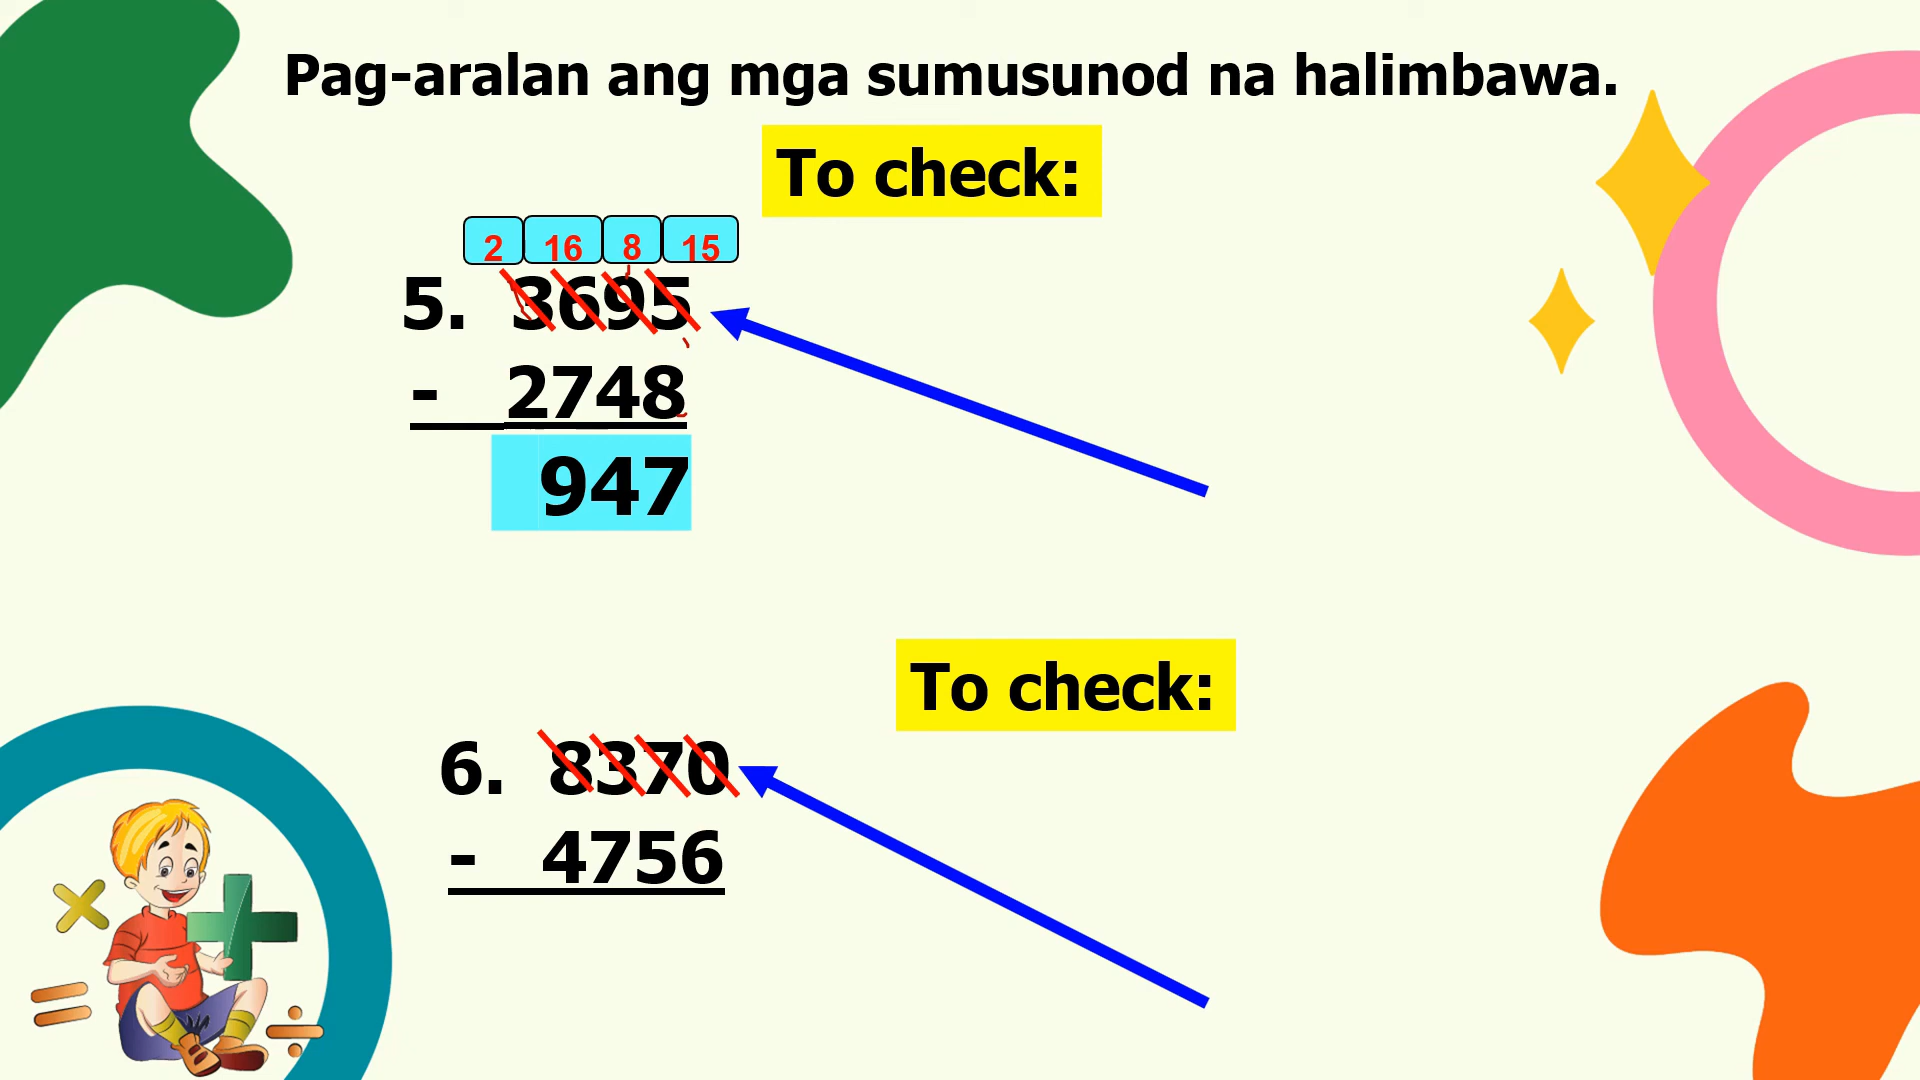 Pag-aralan ang mga sumusunod na halimbawa.
To check:
2 16 8 15
5. 3695
- 2748
947
To check:
6. 8370
- 4756